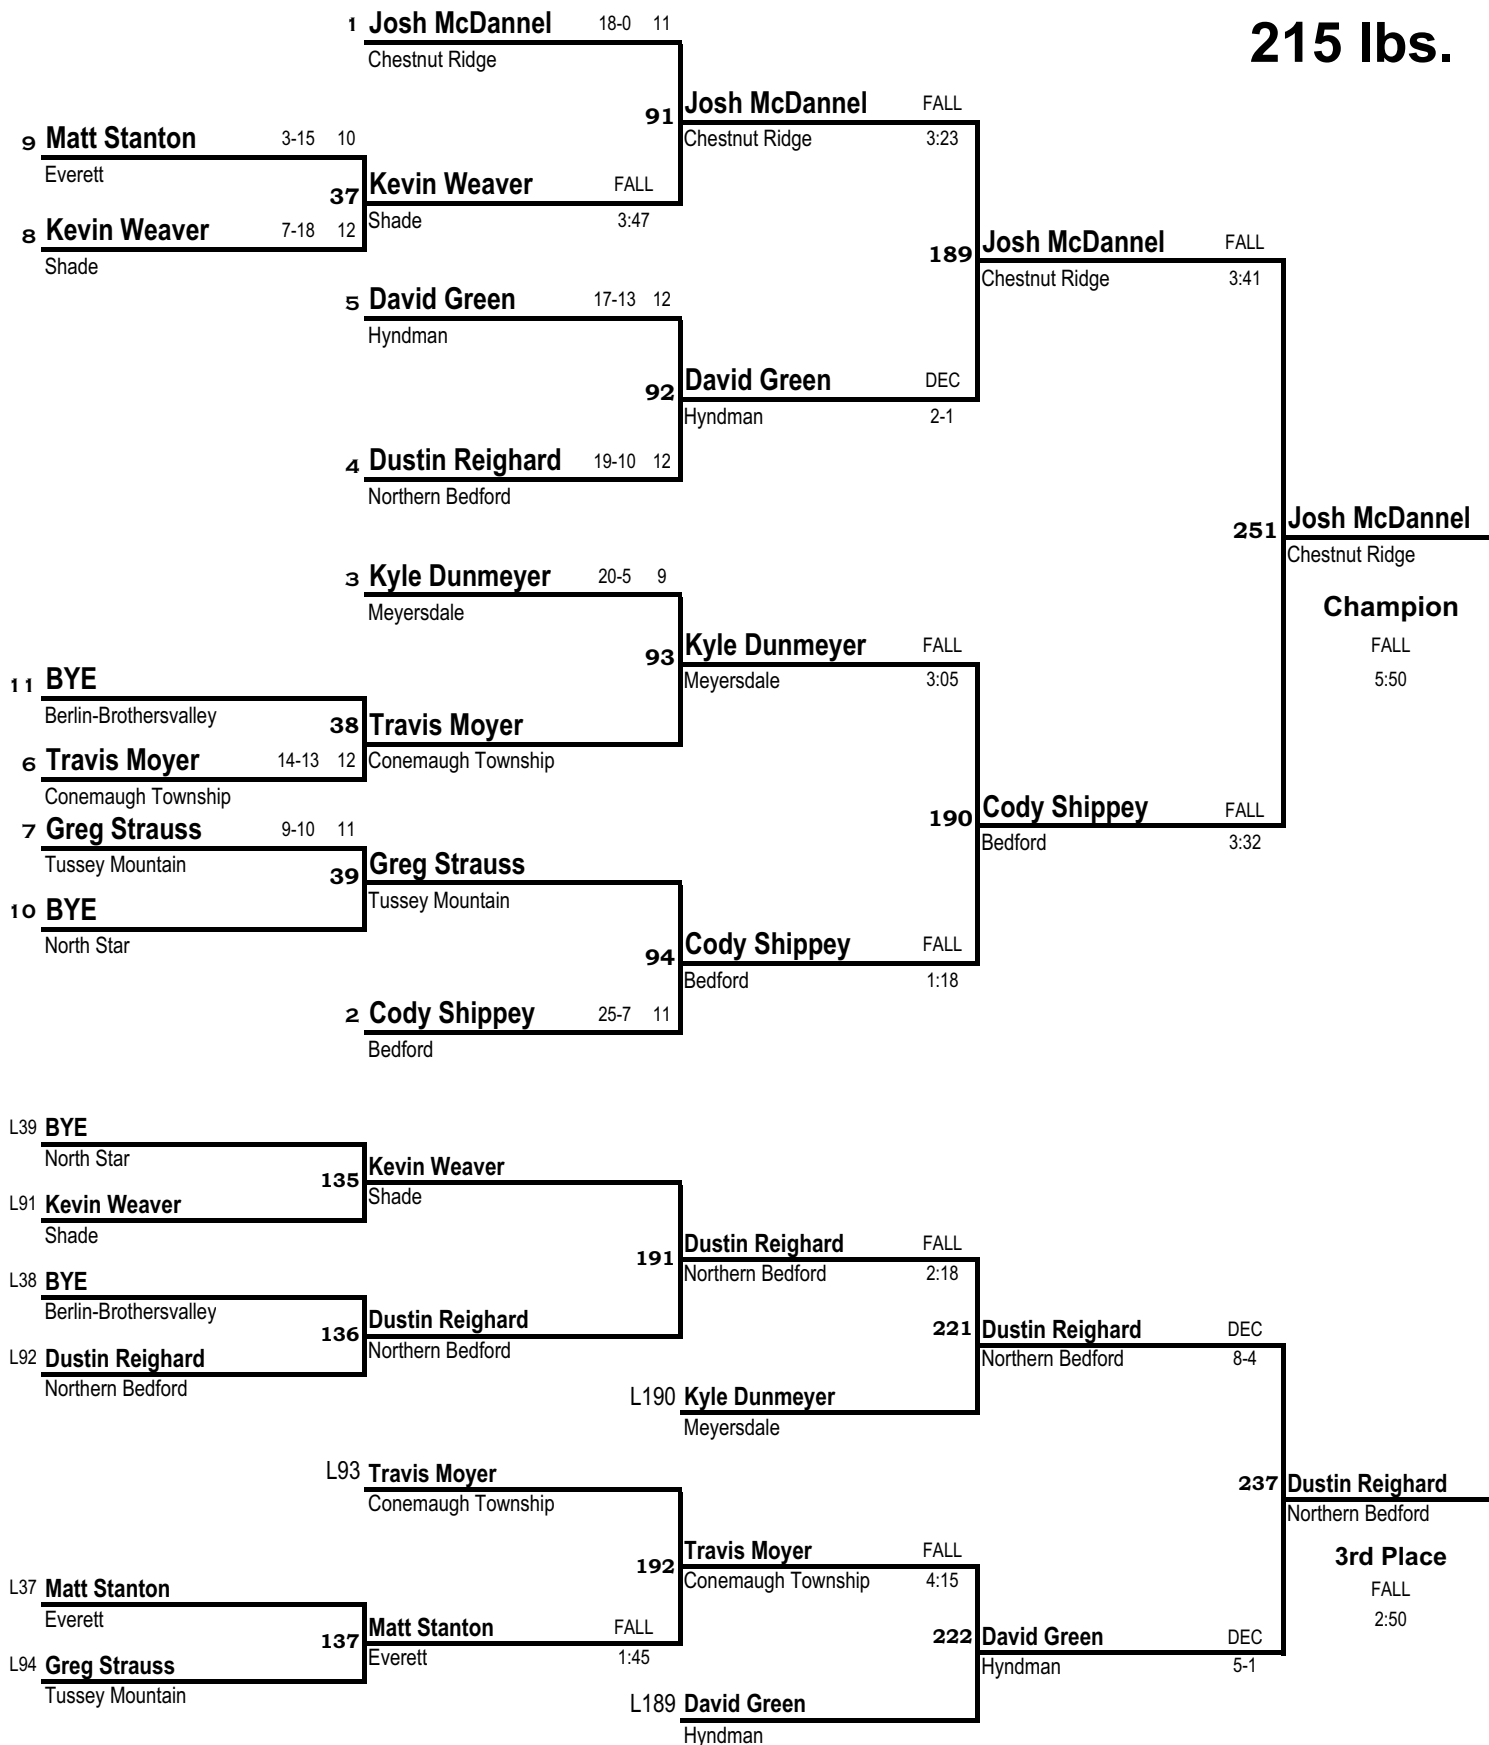 215 lbs.
1 Josh McDannel 18-0 11
Chestnut Ridge
91 Josh McDannel FALL
Chestnut Ridge 3:23
9 Matt Stanton 3-15 10
Everett
37 Kevin Weaver FALL
Shade 3:47
8 Kevin Weaver 7-18 12
Shade
189 Josh McDannel FALL
Chestnut Ridge 3:41
5 David Green 17-13 12
Hyndman
92 David Green DEC
Hyndman 2-1
4 Dustin Reighard 19-10 12
Northern Bedford
251 Josh McDannel
Chestnut Ridge
Champion
FALL
5:50
3 Kyle Dunmeyer 20-5 9
Meyersdale
93 Kyle Dunmeyer FALL
Meyersdale 3:05
11 BYE
Berlin-Brothersvalley
38 Travis Moyer
Conemaugh Township
6 Travis Moyer 14-13 12
Conemaugh Township
190 Cody Shippey FALL
Bedford 3:32
7 Greg Strauss 9-10 11
Tussey Mountain
39 Greg Strauss
Tussey Mountain
10 BYE
North Star
94 Cody Shippey FALL
Bedford 1:18
2 Cody Shippey 25-7 11
Bedford
L39 BYE
North Star
135 Kevin Weaver
Shade
L91 Kevin Weaver
Shade
191 Dustin Reighard FALL
Northern Bedford 2:18
L38 BYE
Berlin-Brothersvalley
136 Dustin Reighard
Northern Bedford
L92 Dustin Reighard
Northern Bedford
221 Dustin Reighard DEC
Northern Bedford 8-4
L190 Kyle Dunmeyer
Meyersdale
L93 Travis Moyer
Conemaugh Township
237 Dustin Reighard
Northern Bedford
3rd Place
FALL
2:50
192 Travis Moyer FALL
Conemaugh Township 4:15
L37 Matt Stanton
Everett
137 Matt Stanton FALL
Everett 1:45
L94 Greg Strauss
Tussey Mountain
222 David Green DEC
Hyndman 5-1
L189 David Green
Hyndman